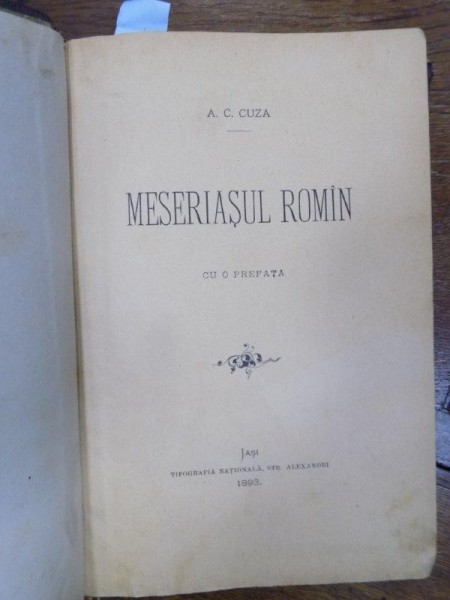 A. C. CUZA
MESERIAȘUL ROMÎN
CU O PREFAȚA
IAȘI
TIPOGRAFIA NAȚIONALĂ, STR. ALEXANDRI
1893.